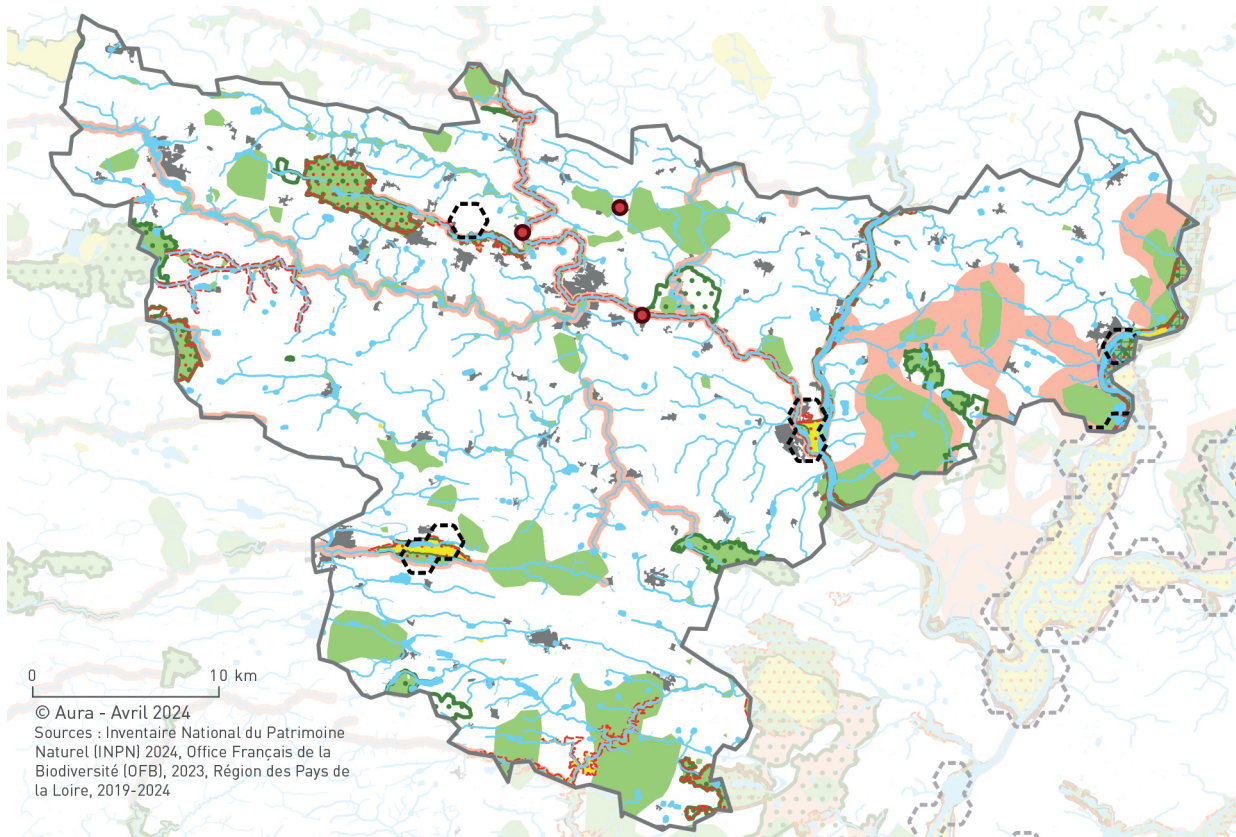 0 10 km
© Aura - Avril 2024
Sources : Inventaire National du Patrimoine
Naturel (INPN) 2024, Office Français de la
Biodiversité (OFB), 2023, Région des Pays de
la Loire, 2019-2024